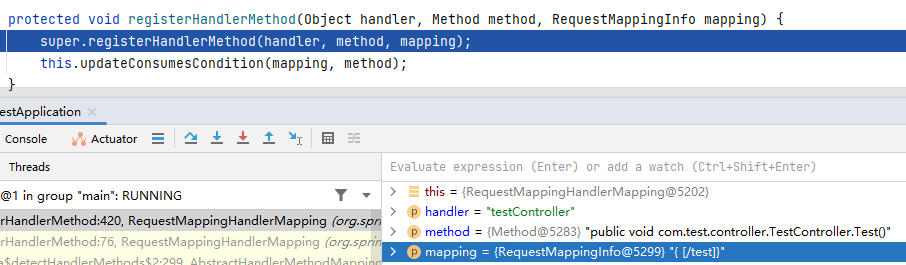 protected void registerHandlerMethod(Object handler, Method method, RequestMappingInfo mapping) {
super.registerHandlerMethod(handler, method, mapping);
this.updateConsumesCondition(mapping, method);
}
estApplication
Console
Actuator
Threads
@1 in group "main": RUNNING
erHandlerMethod:420, RequestMappingHandlerMapping (org.spri
erHandlerMethod:76, RequestMappingHandlerMapping (org.sprin
a$detectHandlerMethods$2:299, AbstractHandlerMethodMapping
Evaluate expression (Enter) or add a watch (Ctrl+Shift+Enter)
this = {RequestMappingHandlerMapping@5202}
handler = "testController"
method = {Method@5283} "public void com.test.controller.TestController.Test()"
mapping = {RequestMappingInfo@5299} "{ [/test]}"